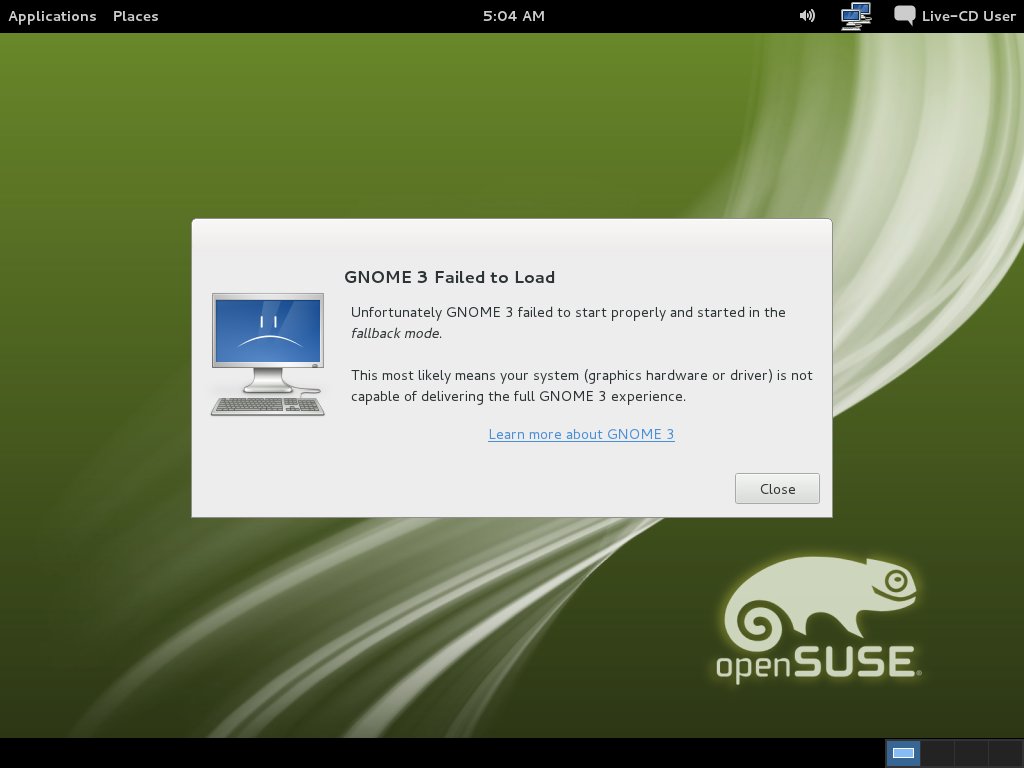 Applications Places 5:04 AM Live-CD User
GNOME 3 Failed to Load
Unfortunately GNOME 3 failed to start properly and started in the
fallback mode.
This most likely means your system (graphics hardware or driver) is not
capable of delivering the full GNOME 3 experience.
Learn more about GNOME 3
Close
openSUSE